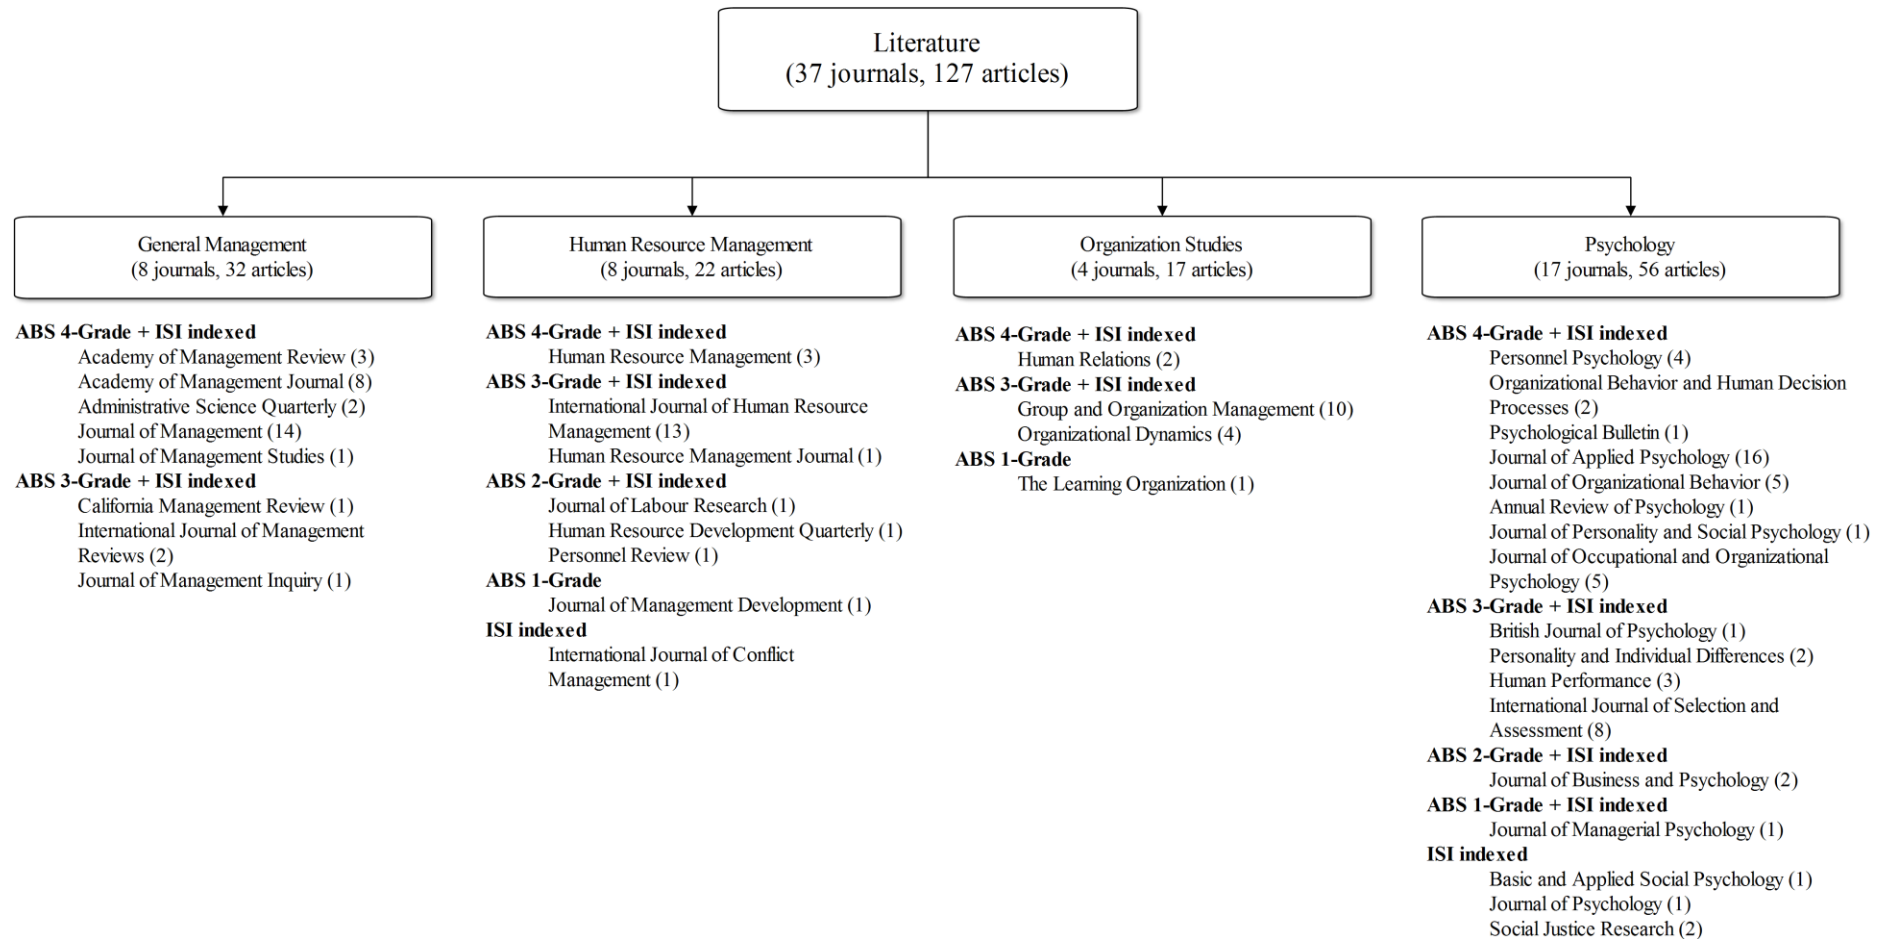 Literature
(37 journals, 127 articles)
General Management
(8 journals, 32 articles)
ABS 4-Grade + ISI indexed
Academy of Management Review (3)
Academy of Management Journal (8)
Administrative Science Quarterly (2)
Journal of Management (14)
Journal of Management Studies (1)
ABS 3-Grade + ISI indexed
California Management Review (1)
International Journal of Management
Reviews (2)
Journal of Management Inquiry (1)
Human Resource Management
(8 journals, 22 articles)
ABS 4-Grade + ISI indexed
Human Resource Management (3)
ABS 3-Grade + ISI indexed
International Journal of Human Resource
Management (13)
Human Resource Management Journal (1)
ABS 2-Grade + ISI indexed
Journal of Labour Research (1)
Human Resource Development Quarterly (1)
Personnel Review (1)
ABS 1-Grade
Journal of Management Development (1)
ISI indexed
International Journal of Conflict
Management (1)
Organization Studies
(4 journals, 17 articles)
ABS 4-Grade + ISI indexed
Human Relations (2)
ABS 3-Grade + ISI indexed
Group and Organization Management (10)
Organizational Dynamics (4)
ABS 1-Grade
The Learning Organization (1)
Psychology
(17 journals, 56 articles)
ABS 4-Grade + ISI indexed
Personnel Psychology (4)
Organizational Behavior and Human Decision
Processes (2)
Psychological Bulletin (1)
Journal of Applied Psychology (16)
Journal of Organizational Behavior (5)
Annual Review of Psychology (1)
Journal of Personality and Social Psychology (1)
Journal of Occupational and Organizational
Psychology (5)
ABS 3-Grade + ISI indexed
British Journal of Psychology (1)
Personality and Individual Differences (2)
Human Performance (3)
International Journal of Selection and
Assessment (8)
ABS 2-Grade + ISI indexed
Journal of Business and Psychology (2)
ABS 1-Grade + ISI indexed
Journal of Managerial Psychology (1)
ISI indexed
Basic and Applied Social Psychology (1)
Journal of Psychology (1)
Social Justice Research (2)